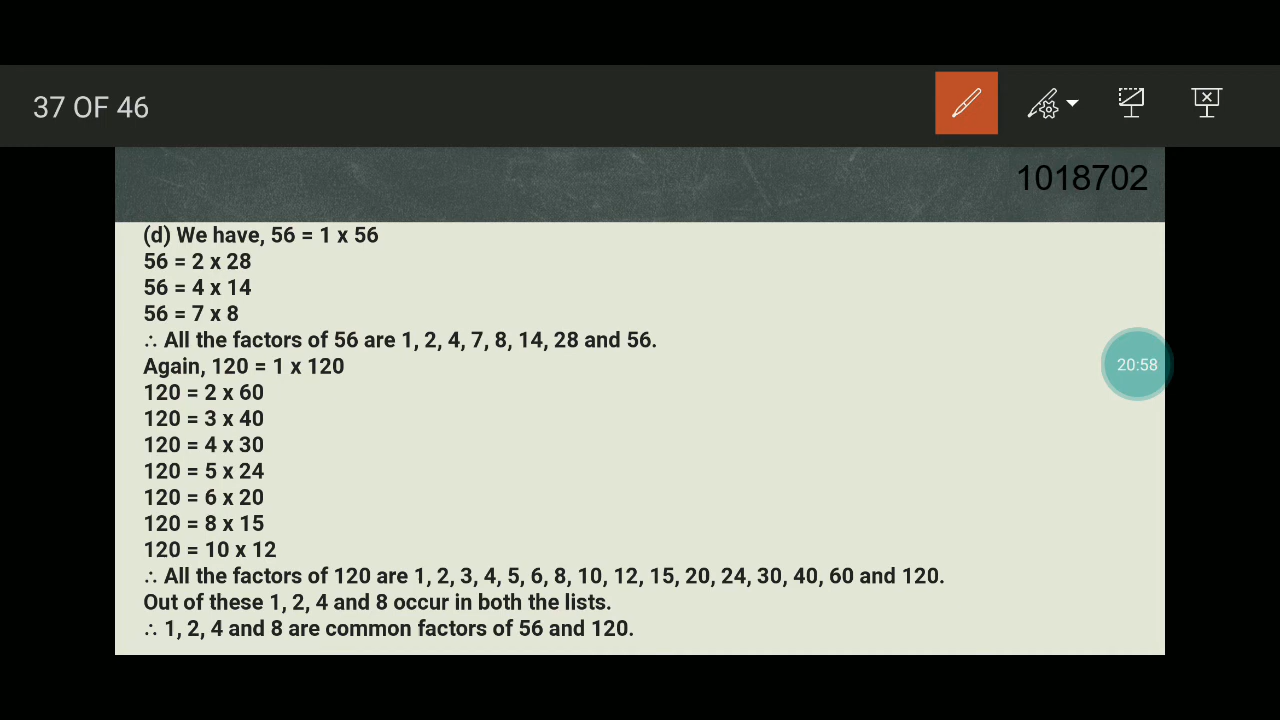 37 OF 46
1018702
(d) We have, 56 = 1 x 56
56 = 2 x 28
56 = 4 x 14
56 = 7 x 8
∴ All the factors of 56 are 1, 2, 4, 7, 8, 14, 28 and 56.
Again, 120 = 1 x 120
120 = 2 x 60
120 = 3 x 40
120 = 4 x 30
120 = 5 x 24
120 = 6 x 20
120 = 8 x 15
120 = 10 x 12
∴ All the factors of 120 are 1, 2, 3, 4, 5, 6, 8, 10, 12, 15, 20, 24, 30, 40, 60 and 120.
Out of these 1, 2, 4 and 8 occur in both the lists.
∴ 1, 2, 4 and 8 are common factors of 56 and 120.
20:58